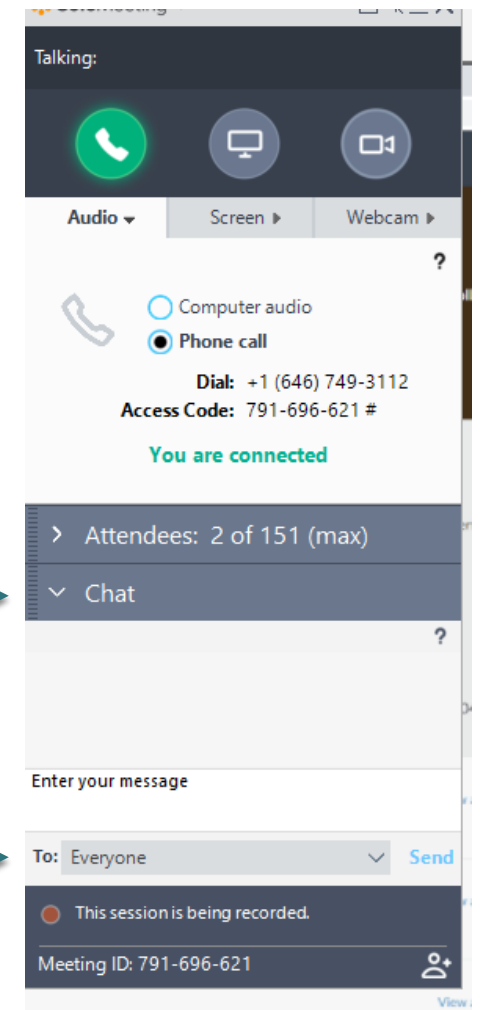 Talking:
Audio Screen Webcam
?
Computer audio
Phone call
Dial: +1 (646) 749-3112
Access Code: 791-696-621 #
You are connected
Attendees: 2 of 151 (max)
Chat
?
Enter your message
To: Everyone Send
This session is being recorded.
Meeting ID: 791-696-621
View